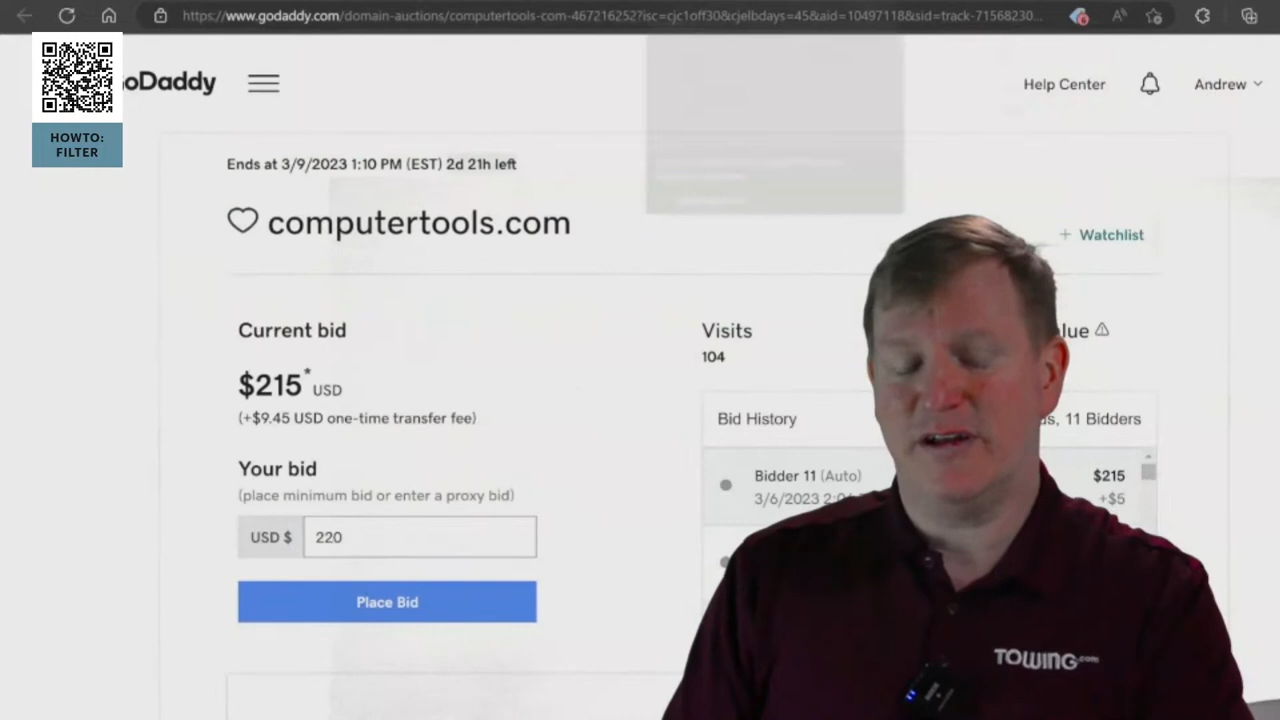 https://www.godaddy.com/domain-auctions/computertools-com-467216252?isc=cjc1off30&cjelbdays=45&aid=10497118&sid=track-71568230...
oDaddy
Help Center
Andrew
HOWTO:
FILTER
Ends at 3/9/2023 1:10 PM (EST) 2d 21h left
computertools.com
+ Watchlist
Current bid
Visits
lue
104
$215* USD
(+$9.45 USD one-time transfer fee)
Bid History
s, 11 Bidders
Your bid
(place minimum bid or enter a proxy bid)
Bidder 11 (Auto)
$215
3/6/2023
+$5
USD $ 220
Place Bid
TOWING.com